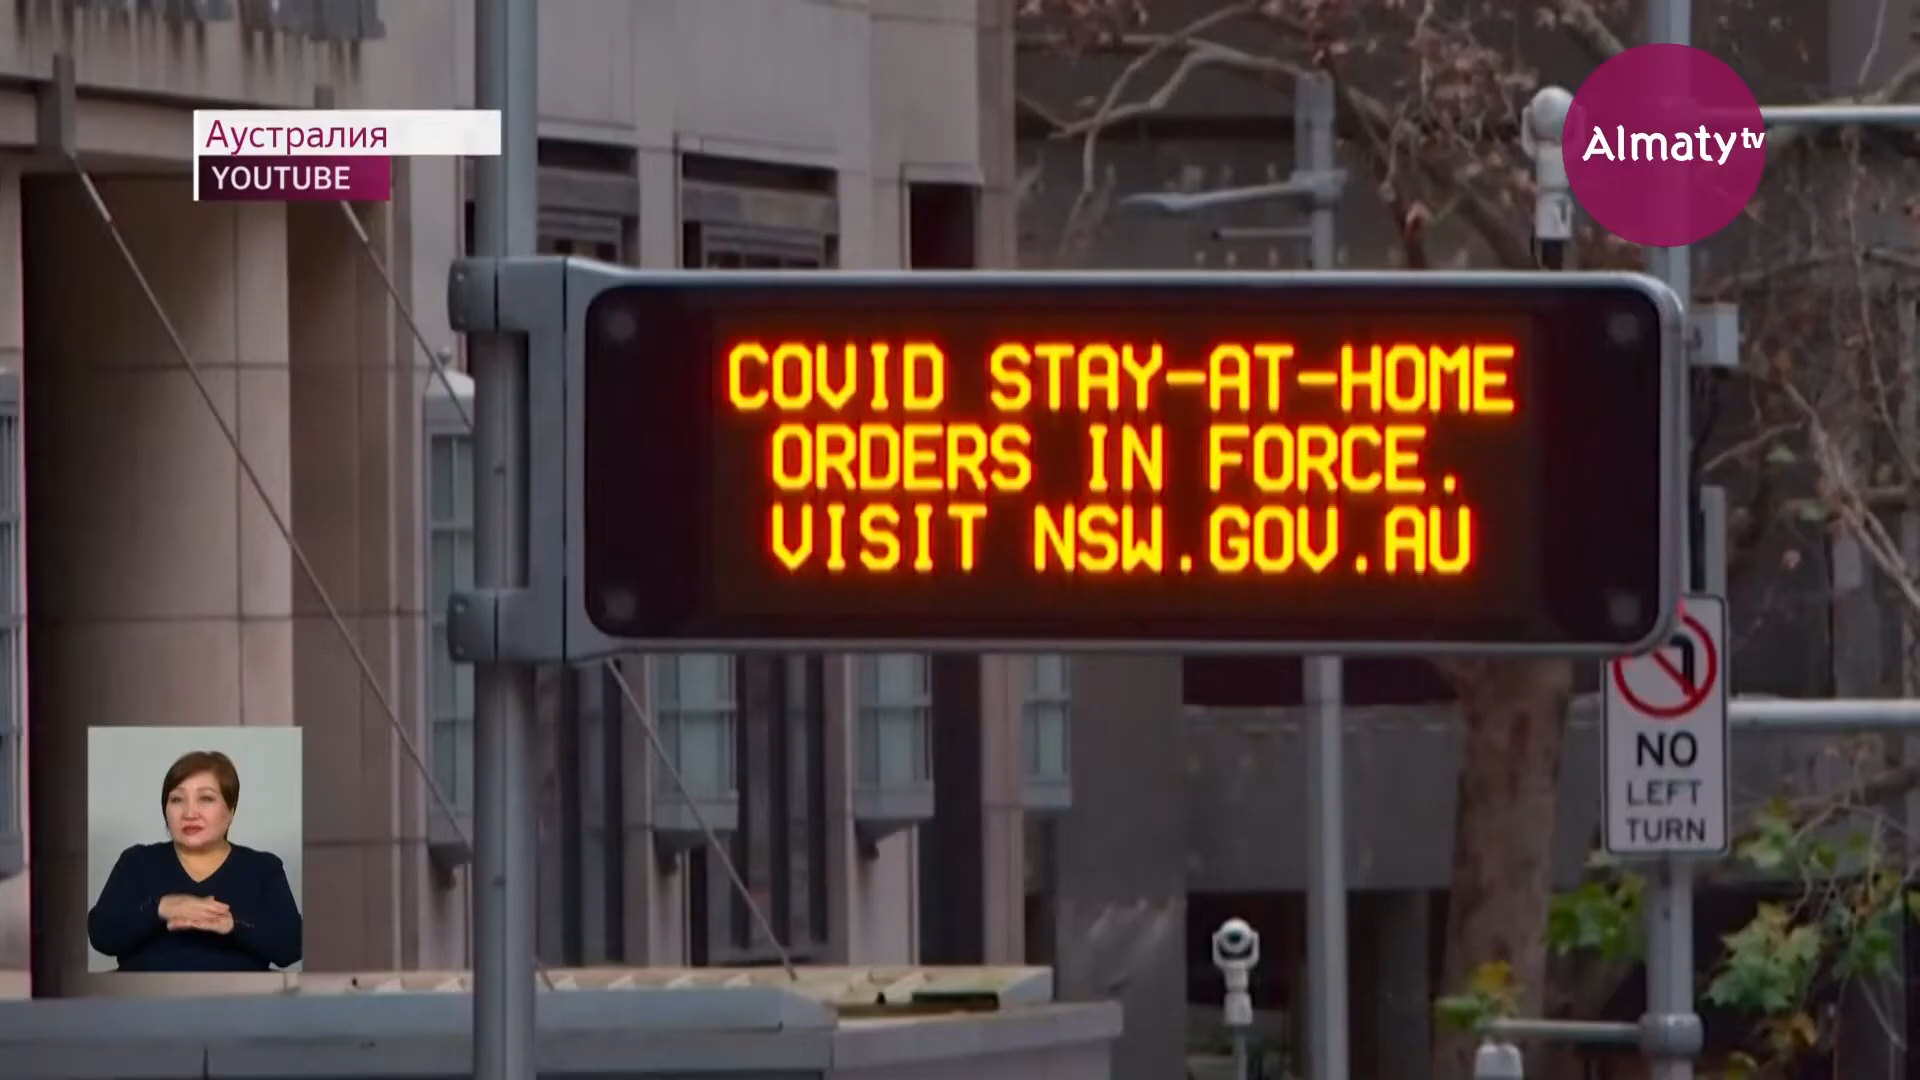 Аустралия
YOUTUBE
Almaty tv
COVID STAY-AT-HOME
ORDERS IN FORCE.
VISIT NSW.GOV.AU
NO
LEFT
TURN